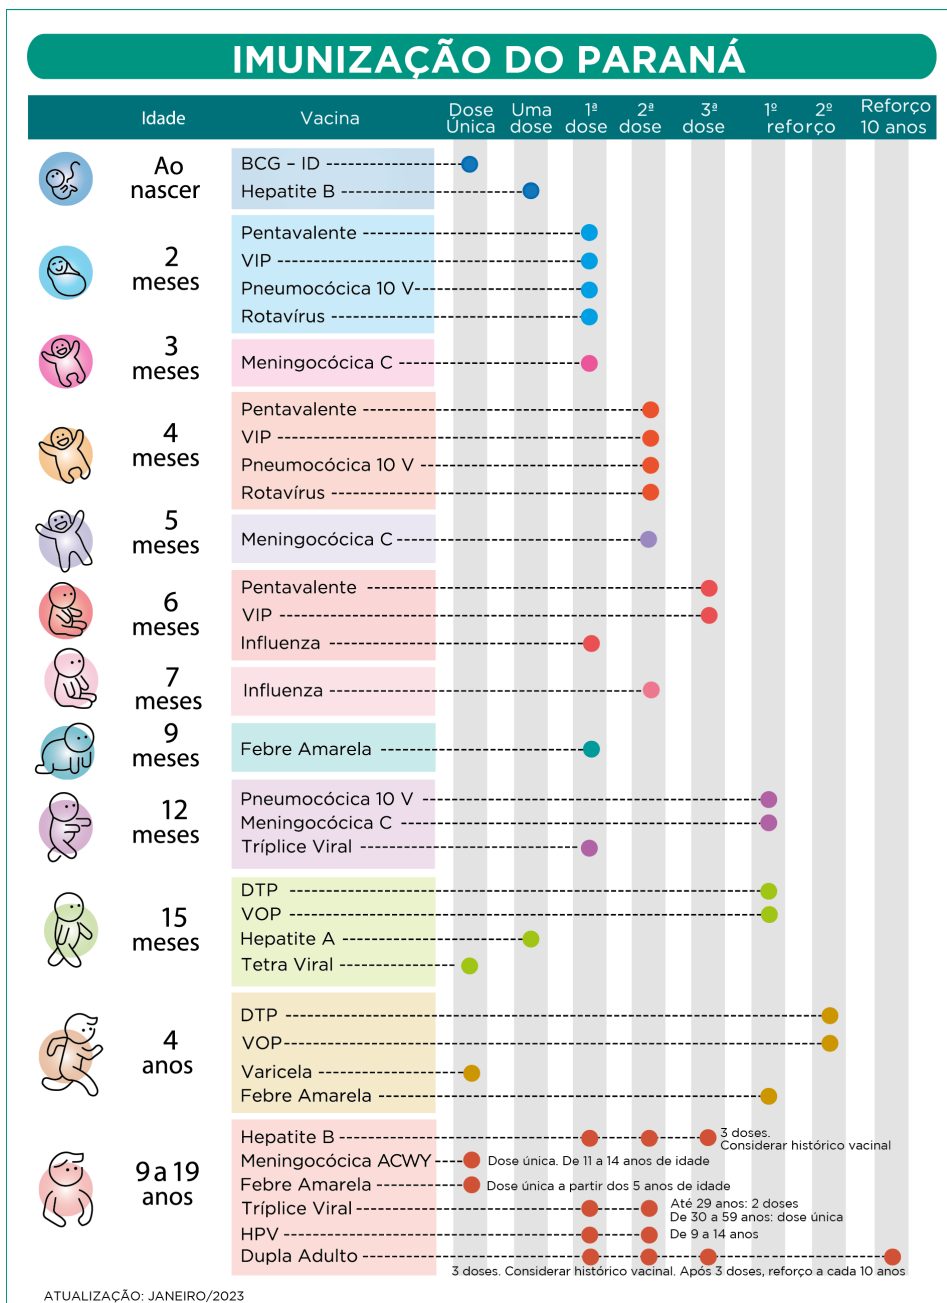 IMUNIZAÇÃO DO PARANÁ
Idade Vacina Dose Única Uma dose 1ª dose 2ª dose 3ª dose 1º 2º reforço Reforço 10 anos
Ao nascer
BCG – ID
Hepatite B
2 meses
Pentavalente
VIP
Pneumocócica 10 V
Rotavírus
3 meses
Meningocócica C
4 meses
Pentavalente
VIP
Pneumocócica 10 V
Rotavírus
5 meses
Meningocócica C
6 meses
Pentavalente
VIP
Influenza
7 meses
Influenza
9 meses
Febre Amarela
12 meses
Pneumocócica 10 V
Meningocócica C
Tríplice Viral
15 meses
DTP
VOP
Hepatite A
Tetra Viral
4 anos
DTP
VOP
Varicela
Febre Amarela
9 a 19 anos
Hepatite B 3 doses.
Considerar histórico vacinal
Meningocócica ACWY Dose única. De 11 a 14 anos de idade
Febre Amarela Dose única a partir dos 5 anos de idade
Tríplice Viral Até 29 anos: 2 doses
De 30 a 59 anos: dose única
HPV De 9 a 14 anos
Dupla Adulto
3 doses. Considerar histórico vacinal. Após 3 doses, reforço a cada 10 anos
ATUALIZAÇÃO: JANEIRO/2023